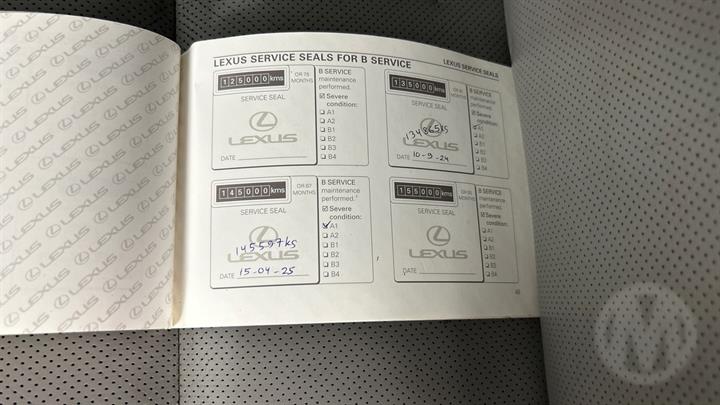 LEXUS SERVICE SEALS FOR B SERVICE
LEXUS SERVICE SEALS
125000 kms
OR 75 MONTHS
B SERVICE
maintenance
performed.
Severe
condition:
A1
A2
B1
B2
B3
B4
SERVICE SEAL
LEXUS
DATE
135000 kms
MONTHS
B SERVICE
maintenance
performed.
Severe
condition:
A1
A2
B1
B2
B3
B4
SERVICE SEAL
134865KS
LEXUS
DATE 10-9-24
145000 kms
OR 87
MONTHS
B SERVICE
maintenance
performed.
Severe
condition:
A1
A2
B1
B2
B3
B4
SERVICE SEAL
145597KS
LEXUS
DATE 15-04-25
155000 kms
MONTHS
B SERVICE
maintenance
performed.
Severe
condition:
A1
A2
B1
B2
B3
B4
SERVICE SEAL
LEXUS
DATE
LEXUS
M